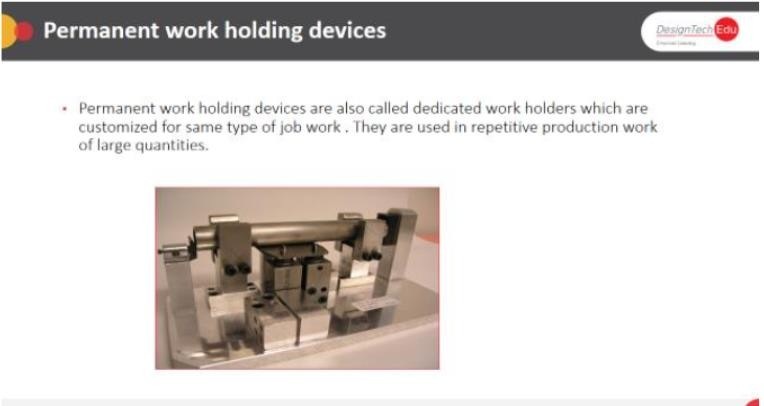 Permanent work holding devices
DesignTech Edu
• Permanent work holding devices are also called dedicated work holders which are
customized for same type of job work . They are used in repetitive production work
of large quantities.